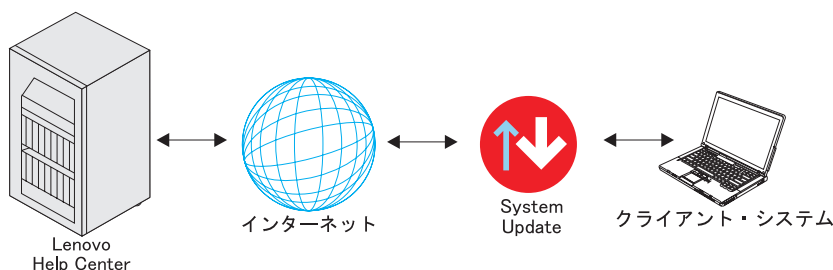 Lenovo
Help Center
インターネット
System
Update
クライアント・システム